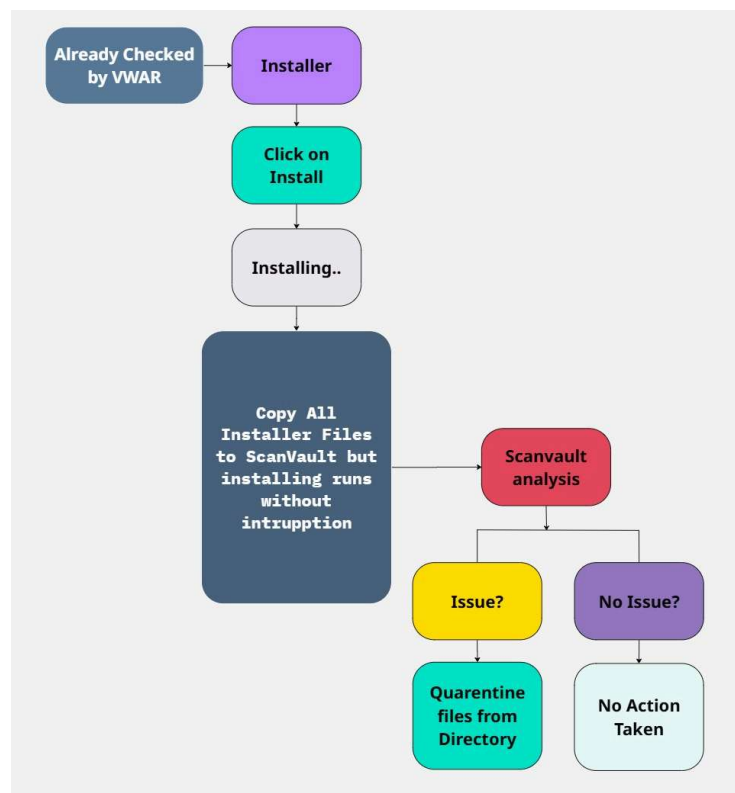 Already Checked
by VWAR
Installer
Click on
Install
Installing..
Copy All
Installer Files
to ScanVault but
installing runs
without
intrupption
Scanvault
analysis
Issue?
No Issue?
Quarentine
files from
Directory
No Action
Taken